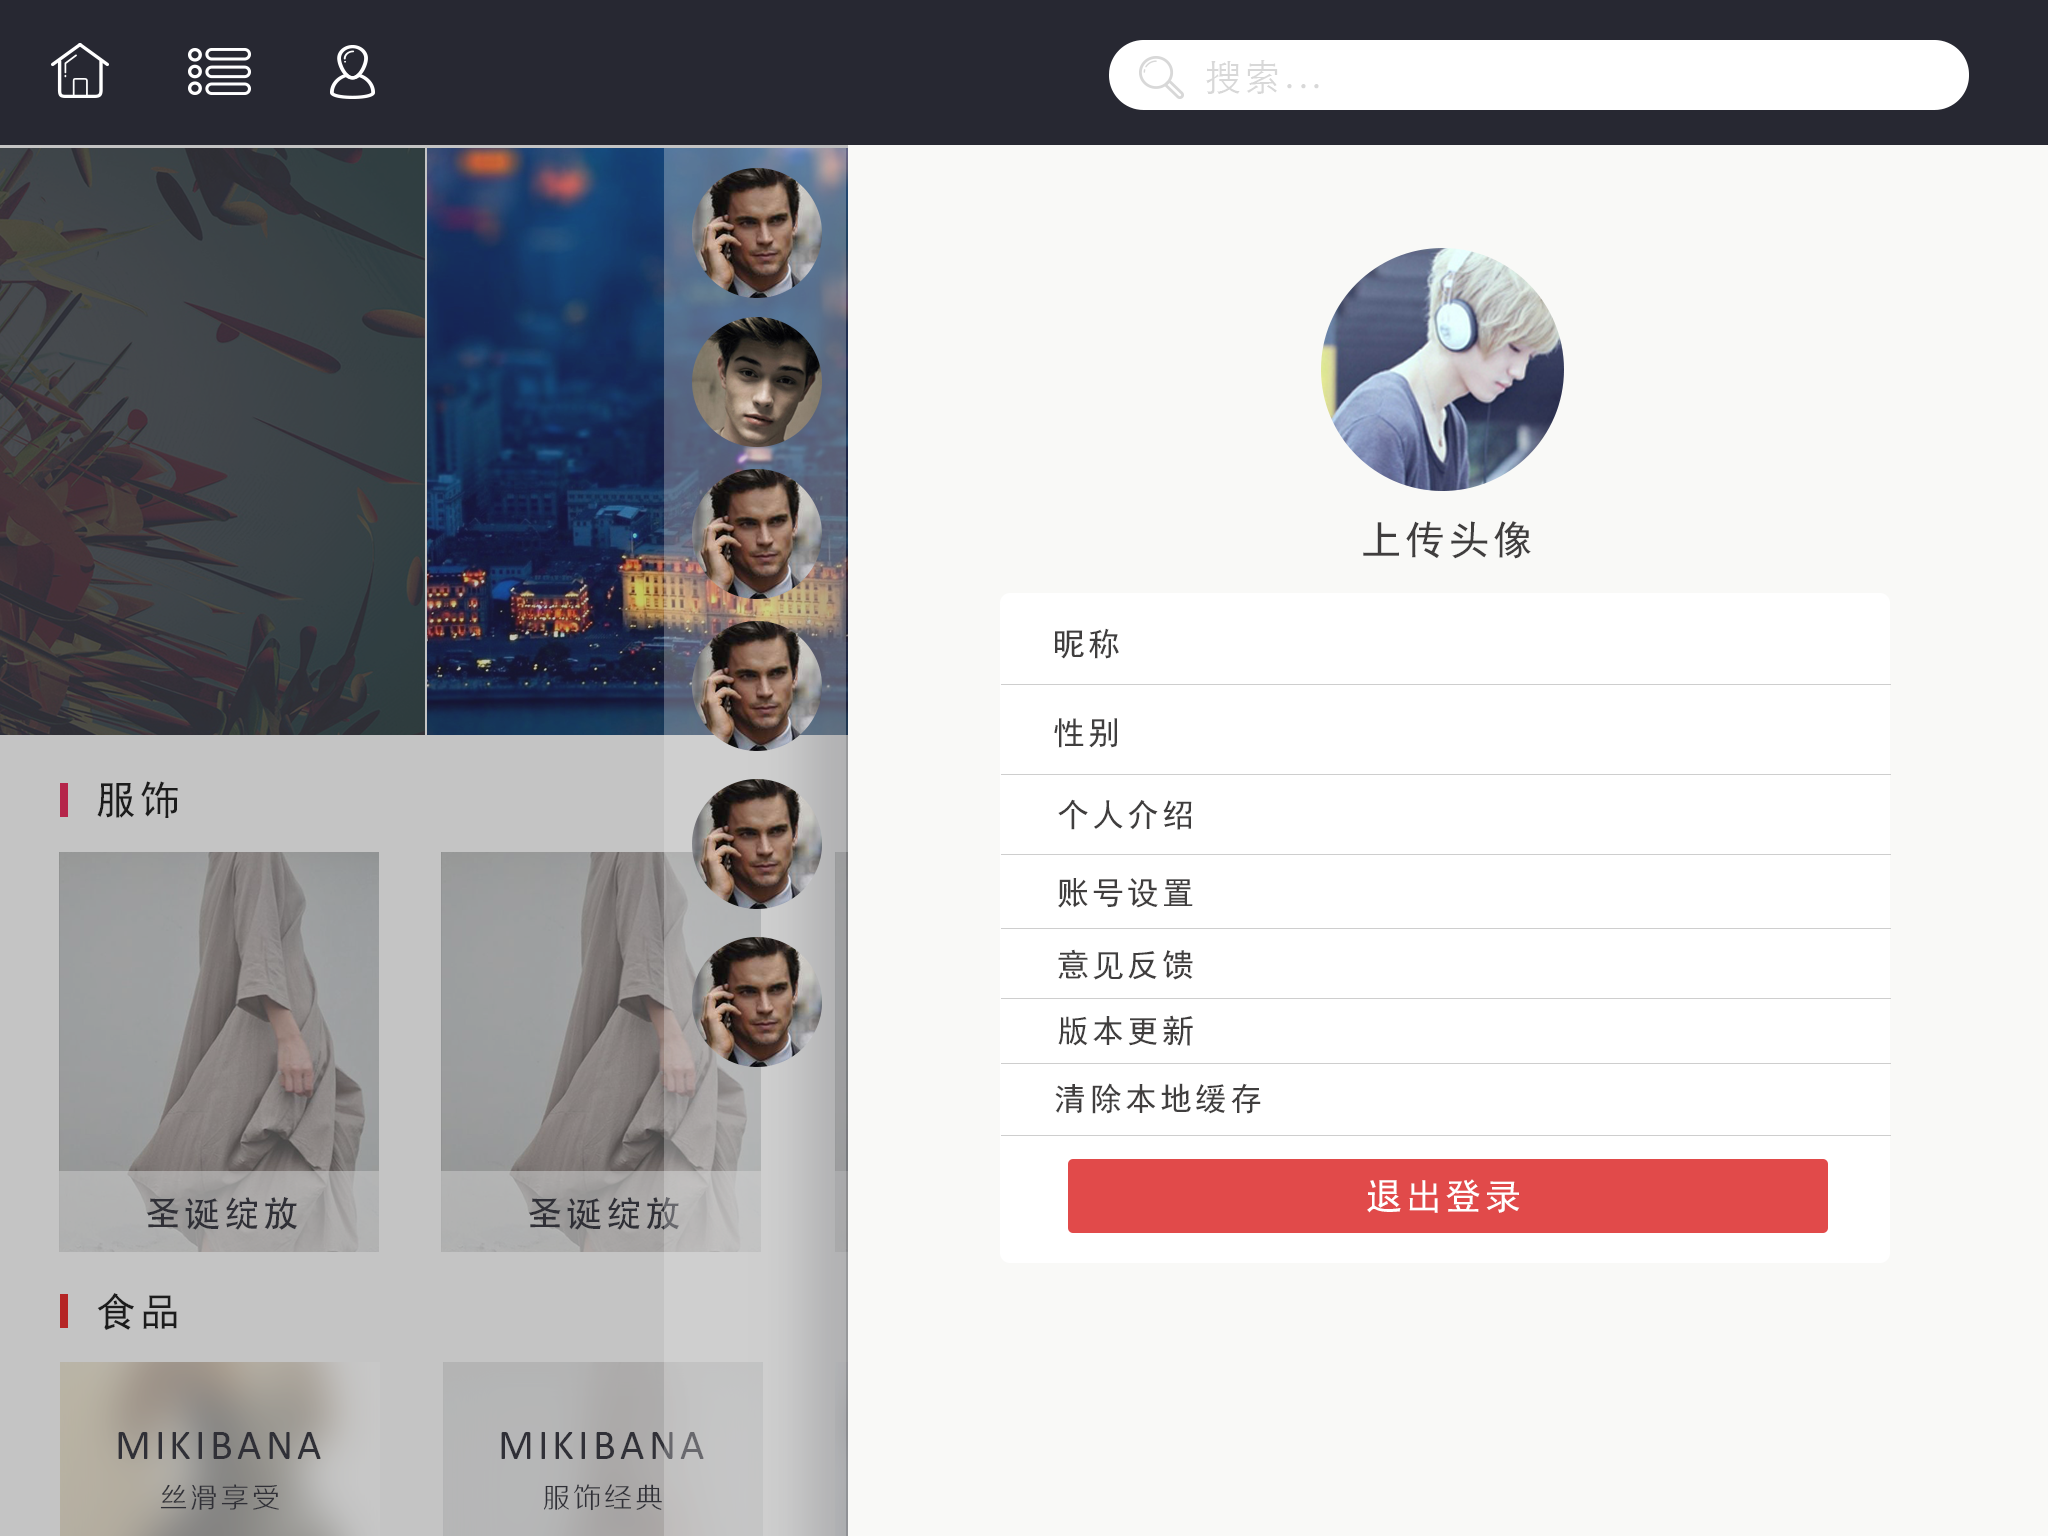 搜索...
上传头像
昵称
性别
个人介绍
账号设置
意见反馈
版本更新
清除本地缓存
退出登录
服饰
圣诞绽放
圣诞绽放
食品
MIKIBANA
丝滑享受
MIKIBANA
服饰经典